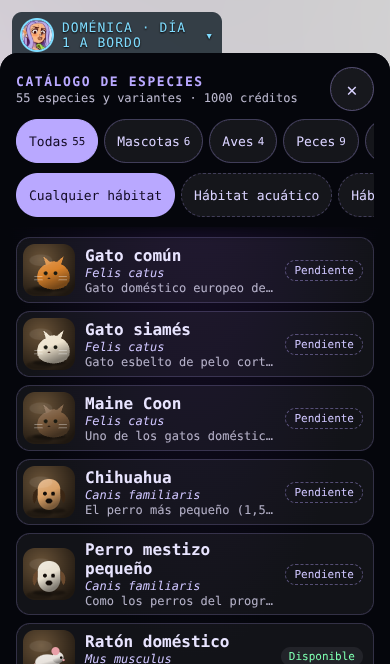 DOMÉNICA · DÍA
1 A BORDO
▾
CATÁLOGO DE ESPECIES
55 especies y variantes · 1000 créditos
×
Todas 55
Mascotas 6
Aves 4
Peces 9
Cualquier hábitat
Hábitat acuático
Háb
Gato común
Felis catus
Gato doméstico europeo de…
Pendiente
Gato siamés
Felis catus
Gato esbelto de pelo cort…
Pendiente
Maine Coon
Felis catus
Uno de los gatos doméstic…
Pendiente
Chihuahua
Canis familiaris
El perro más pequeño (1,5…
Pendiente
Perro mestizo
pequeño
Canis familiaris
Como los perros del progr…
Pendiente
Ratón doméstico
Mus musculus
Disponible